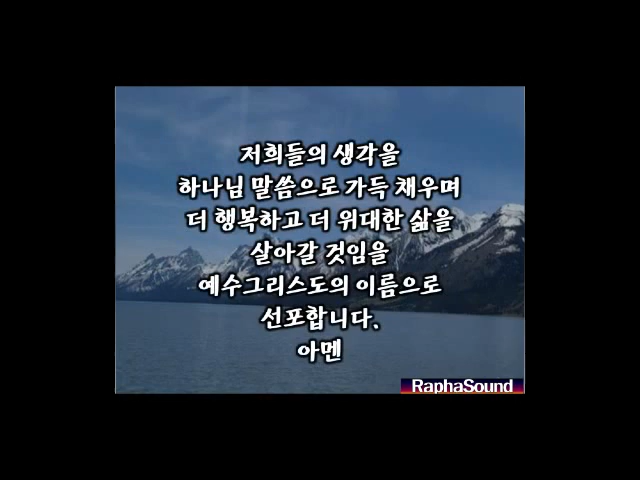 저희들의 생각을
하나님 말씀으로 가득 채우며
더 행복하고 더 위대한 삶을
살아갈 것임을
예수그리스도의 이름으로
선포합니다.
아멘
RaphaSound